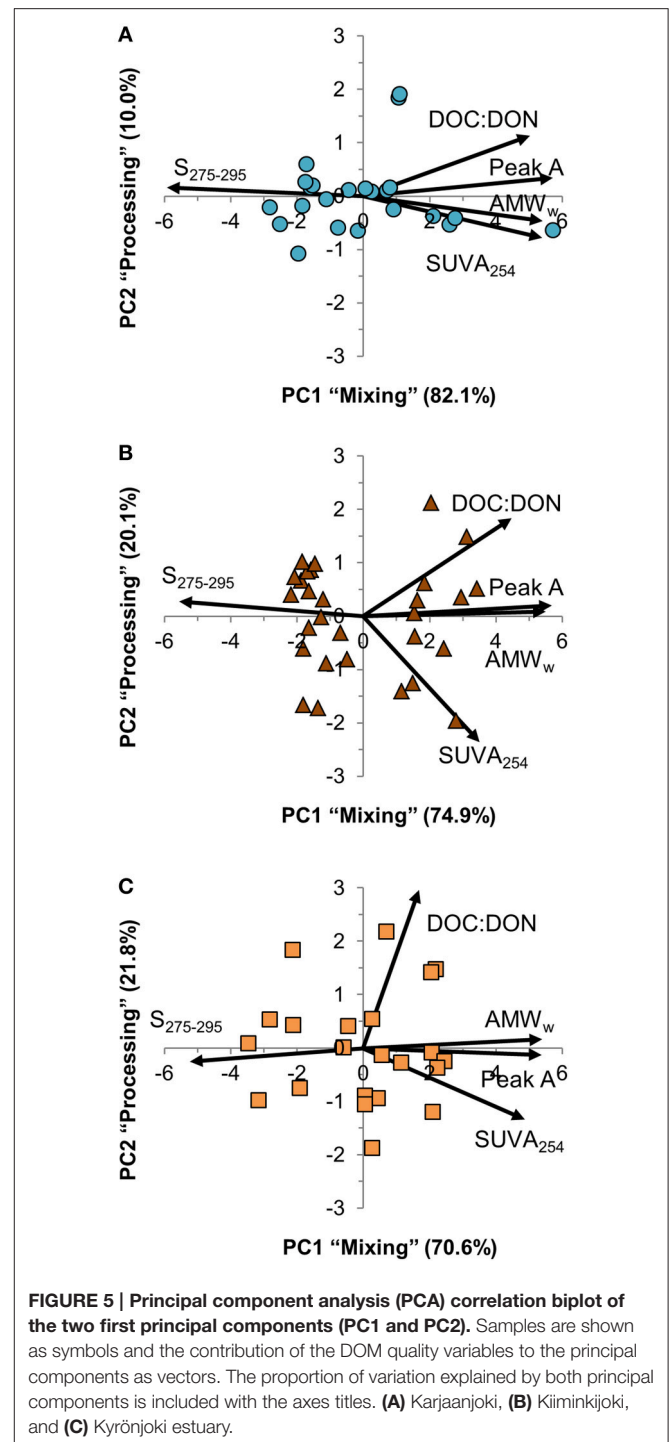 A
PC2 “Processing” (10.0%)
3
2
1
0
-1
-2
-3
-6 -4 -2 0 2 4 6
DOC:DON
Peak A
S275-295
AMWw
SUVA254
PC1 “Mixing” (82.1%)
B
PC2 “Processing” (20.1%)
3
2
1
0
-1
-2
-3
-6 -4 -2 0 2 4 6
DOC:DON
S275-295
Peak A
AMWw
SUVA254
PC1 “Mixing” (74.9%)
C
PC2 “Processing” (21.8%)
3
2
1
0
-1
-2
-3
-6 -4 -2 0 2 4 6
DOC:DON
S275-295
AMWw
Peak A
SUVA254
PC1 “Mixing” (70.6%)
FIGURE 5 | Principal component analysis (PCA) correlation biplot of
the two first principal components (PC1 and PC2). Samples are shown
as symbols and the contribution of the DOM quality variables to the principal
components as vectors. The proportion of variation explained by both principal
components is included with the axes titles. (A) Karjaanjoki, (B) Kiiminkijoki,
and (C) Kyrönjoki estuary.